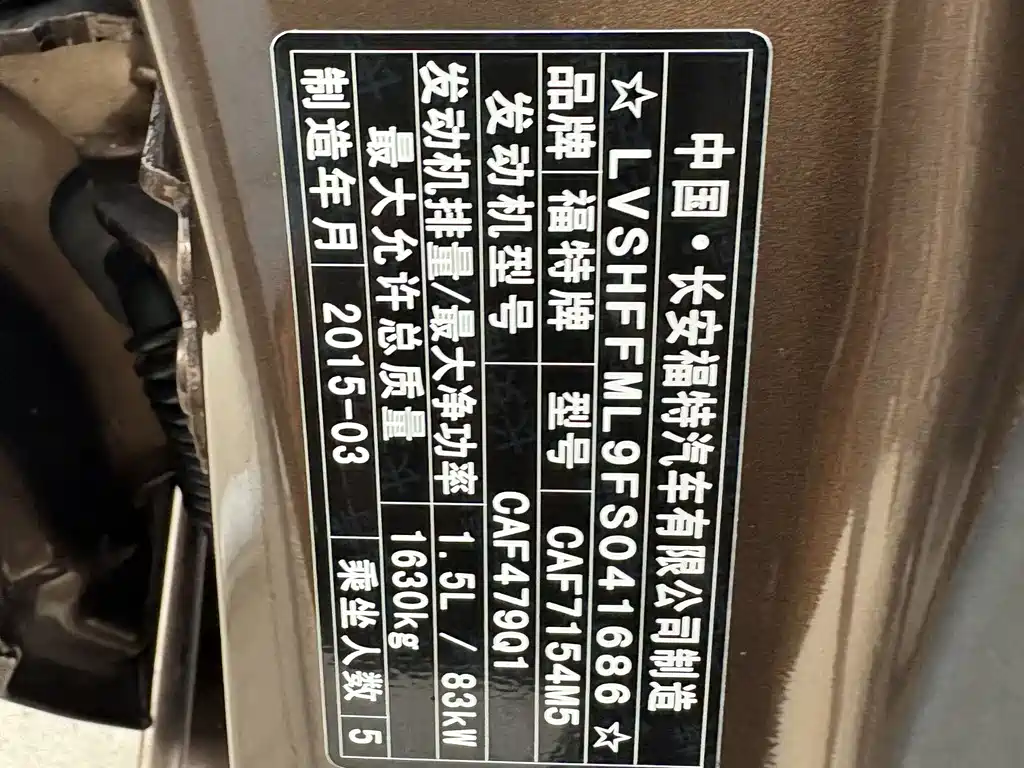 中国·长安福特汽车有限公司制造
☆LVSHFFML9FS041686☆
品牌 福特牌 型号 CAF7154M5
发动机型号 CAF479Q1
发动机排量/最大净功率 1.5L / 83kW
最大允许总质量 1630kg
制造年月 2015-03 乘坐人数 5